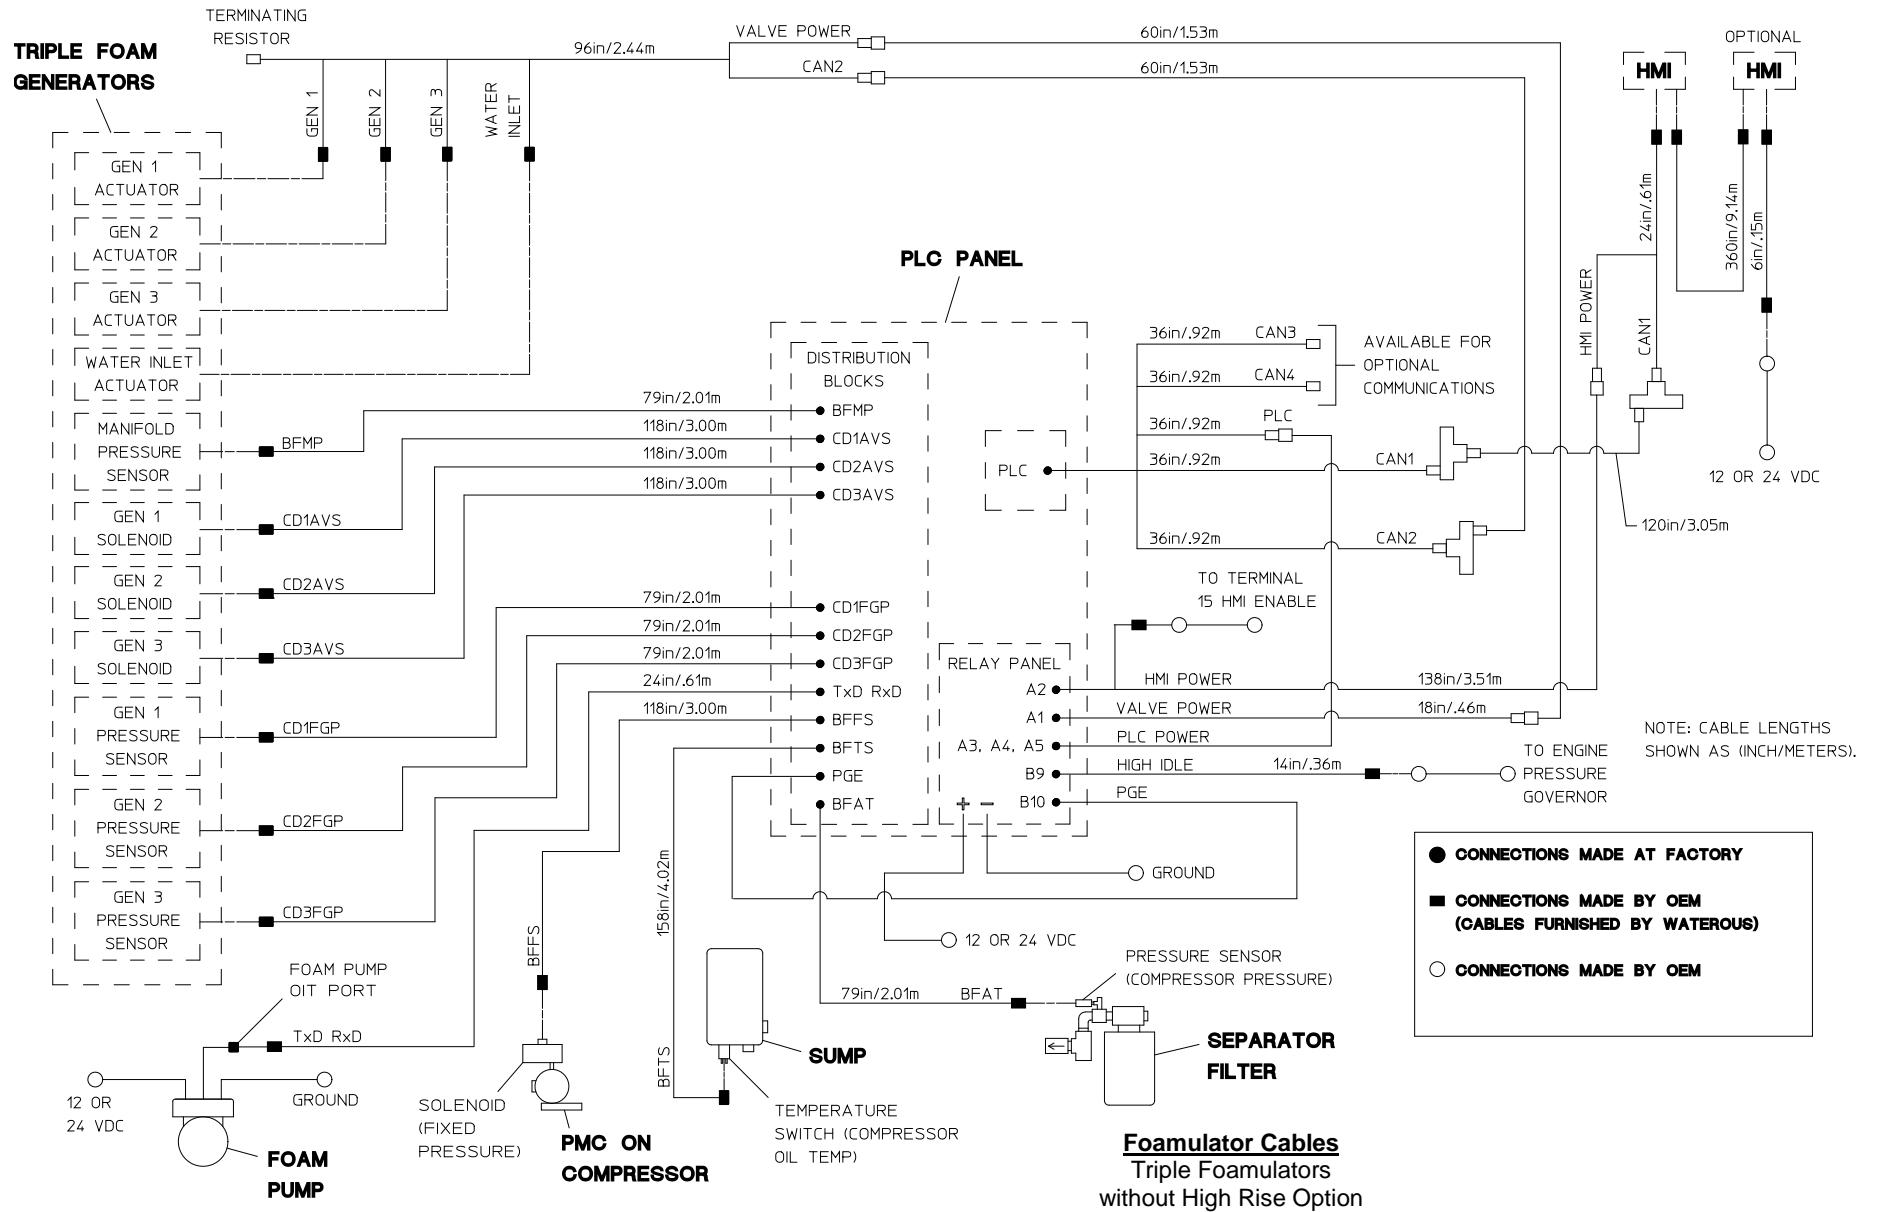 TERMINATING
RESISTOR
TRIPLE FOAM
GENERATORS
96in/2.44m
VALVE POWER
CAN2
60in/1.53m
60in/1.53m
OPTIONAL
HMI
HMI
GEN 1
GEN 2
GEN 3
WATER
INLET
GEN 1
ACTUATOR
GEN 2
ACTUATOR
GEN 3
ACTUATOR
WATER INLET
ACTUATOR
MANIFOLD
PRESSURE
SENSOR
GEN 1
SOLENOID
GEN 2
SOLENOID
GEN 3
SOLENOID
GEN 1
PRESSURE
SENSOR
GEN 2
PRESSURE
SENSOR
GEN 3
PRESSURE
SENSOR
BFMP
CD1AVS
CD2AVS
CD3AVS
CD1FGP
CD2FGP
CD3FGP
79in/2.01m
118in/3.00m
118in/3.00m
118in/3.00m
79in/2.01m
79in/2.01m
79in/2.01m
24in/.61m
118in/3.00m
PLC PANEL
DISTRIBUTION
BLOCKS
BFMP
CD1AVS
CD2AVS
CD3AVS
CD1FGP
CD2FGP
CD3FGP
TxD RxD
BFFS
BFTS
PGE
BFAT
PLC
RELAY PANEL
A2
A1
A3, A4, A5
B9
B10
+ −
36in/.92m CAN3
36in/.92m CAN4
36in/.92m PLC
36in/.92m CAN1
36in/.92m CAN2
AVAILABLE FOR
OPTIONAL
COMMUNICATIONS
24in/.61m
360in/9.14m
6in/.15m
HMI POWER
CAN1
12 OR 24 VDC
120in/3.05m
TO TERMINAL
15 HMI ENABLE
HMI POWER
138in/3.51m
VALVE POWER
18in/.46m
PLC POWER
HIGH IDLE
14in/.36m
PGE
TO ENGINE
PRESSURE
GOVERNOR
NOTE: CABLE LENGTHS
SHOWN AS (INCH/METERS).
GROUND
12 OR 24 VDC
CONNECTIONS MADE AT FACTORY
CONNECTIONS MADE BY OEM
(CABLES FURNISHED BY WATEROUS)
CONNECTIONS MADE BY OEM
158in/4.02m
BFTS
BFFS
FOAM PUMP
OIT PORT
TxD RxD
12 OR
24 VDC
GROUND
FOAM
PUMP
SOLENOID
(FIXED
PRESSURE)
PMC ON
COMPRESSOR
SUMP
TEMPERATURE
SWITCH (COMPRESSOR
OIL TEMP)
79in/2.01m
BFAT
PRESSURE SENSOR
(COMPRESSOR PRESSURE)
SEPARATOR
FILTER
Foamulator Cables
Triple Foamulators
without High Rise Option